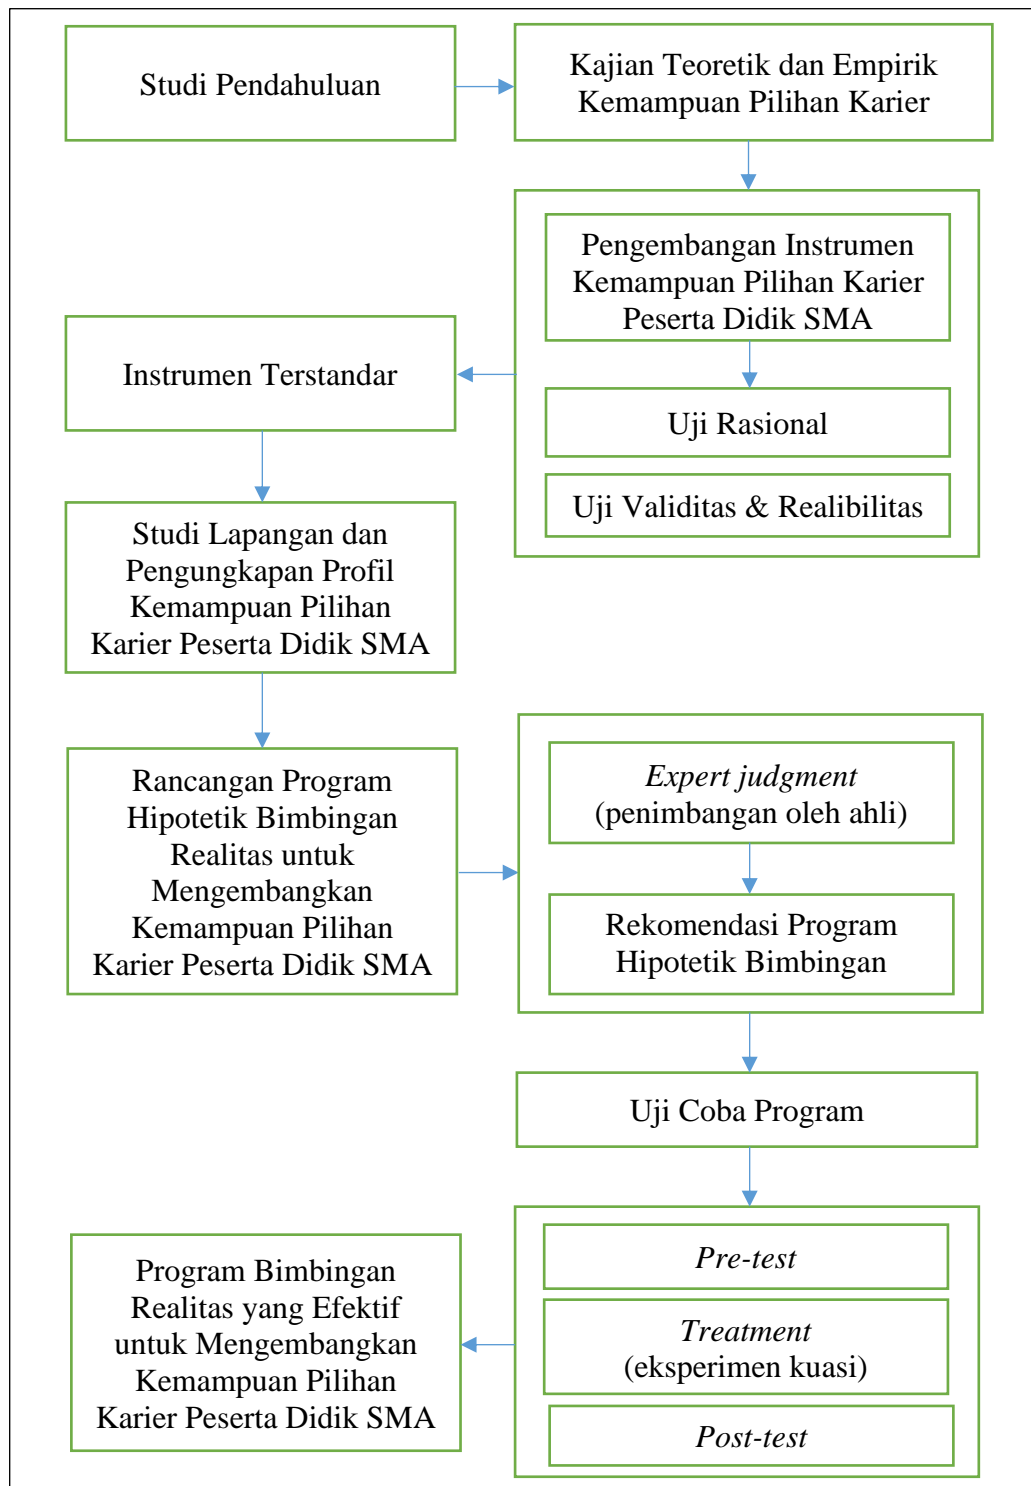 Studi Pendahuluan
Kajian Teoretik dan Empirik
Kemampuan Pilihan Karier
Pengembangan Instrumen
Kemampuan Pilihan Karier
Peserta Didik SMA
Uji Rasional
Uji Validitas & Realibilitas
Instrumen Terstandar
Studi Lapangan dan
Pengungkapan Profil
Kemampuan Pilihan
Karier Peserta Didik SMA
Rancangan Program
Hipotetik Bimbingan
Realitas untuk
Mengembangkan
Kemampuan Pilihan
Karier Peserta Didik SMA
Expert judgment
(penimbangan oleh ahli)
Rekomendasi Program
Hipotetik Bimbingan
Uji Coba Program
Pre-test
Treatment
(eksperimen kuasi)
Post-test
Program Bimbingan
Realitas yang Efektif
untuk Mengembangkan
Kemampuan Pilihan
Karier Peserta Didik SMA